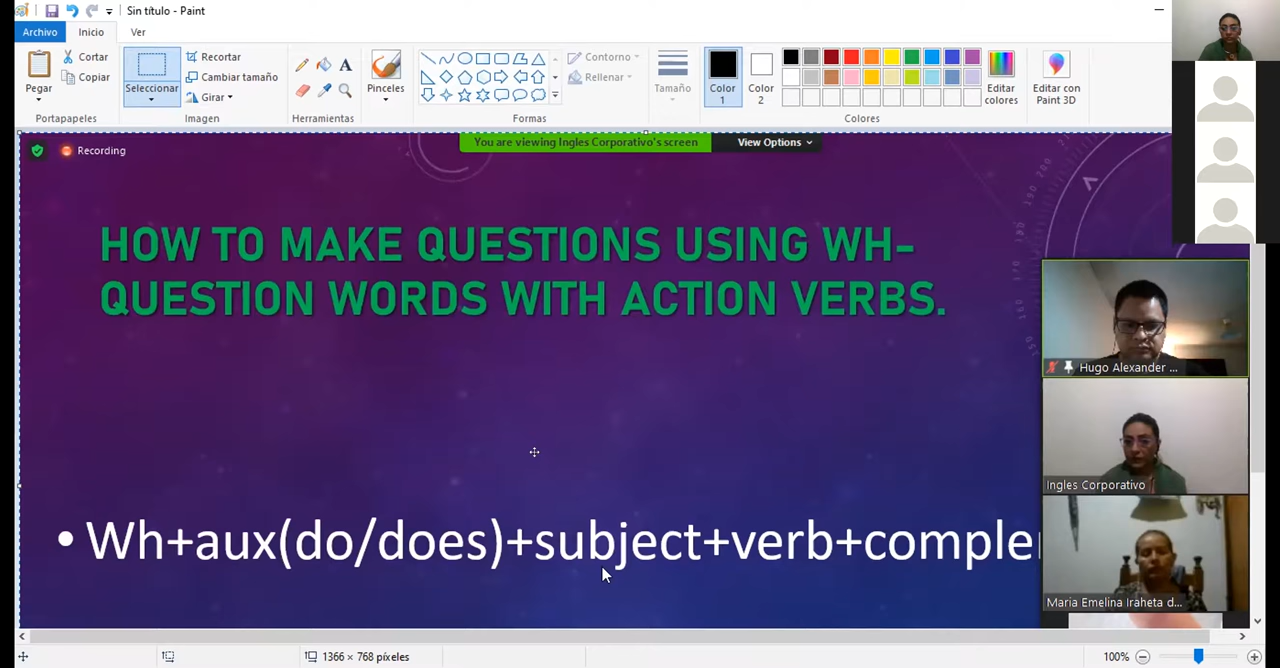 Sin título - Paint
Archivo Inicio Ver
Pegar
Cortar
Copiar
Portapapeles
Seleccionar
Recortar
Cambiar tamaño
Girar
Imagen
A
Herramientas
Pinceles
Contorno
Rellenar
Formas
Tamaño
Color 1
Color 2
Editar colores
Colores
Editar con Paint 3D
Recording
You are viewing Ingles Corporativo's screen
View Options
HOW TO MAKE QUESTIONS USING WH-
QUESTION WORDS WITH ACTION VERBS.
• Wh+aux(do/does)+subject+verb+comple
Hugo Alexander ...
Ingles Corporativo
Maria Emelina Iraheta d...
1366 × 768 píxeles
100%